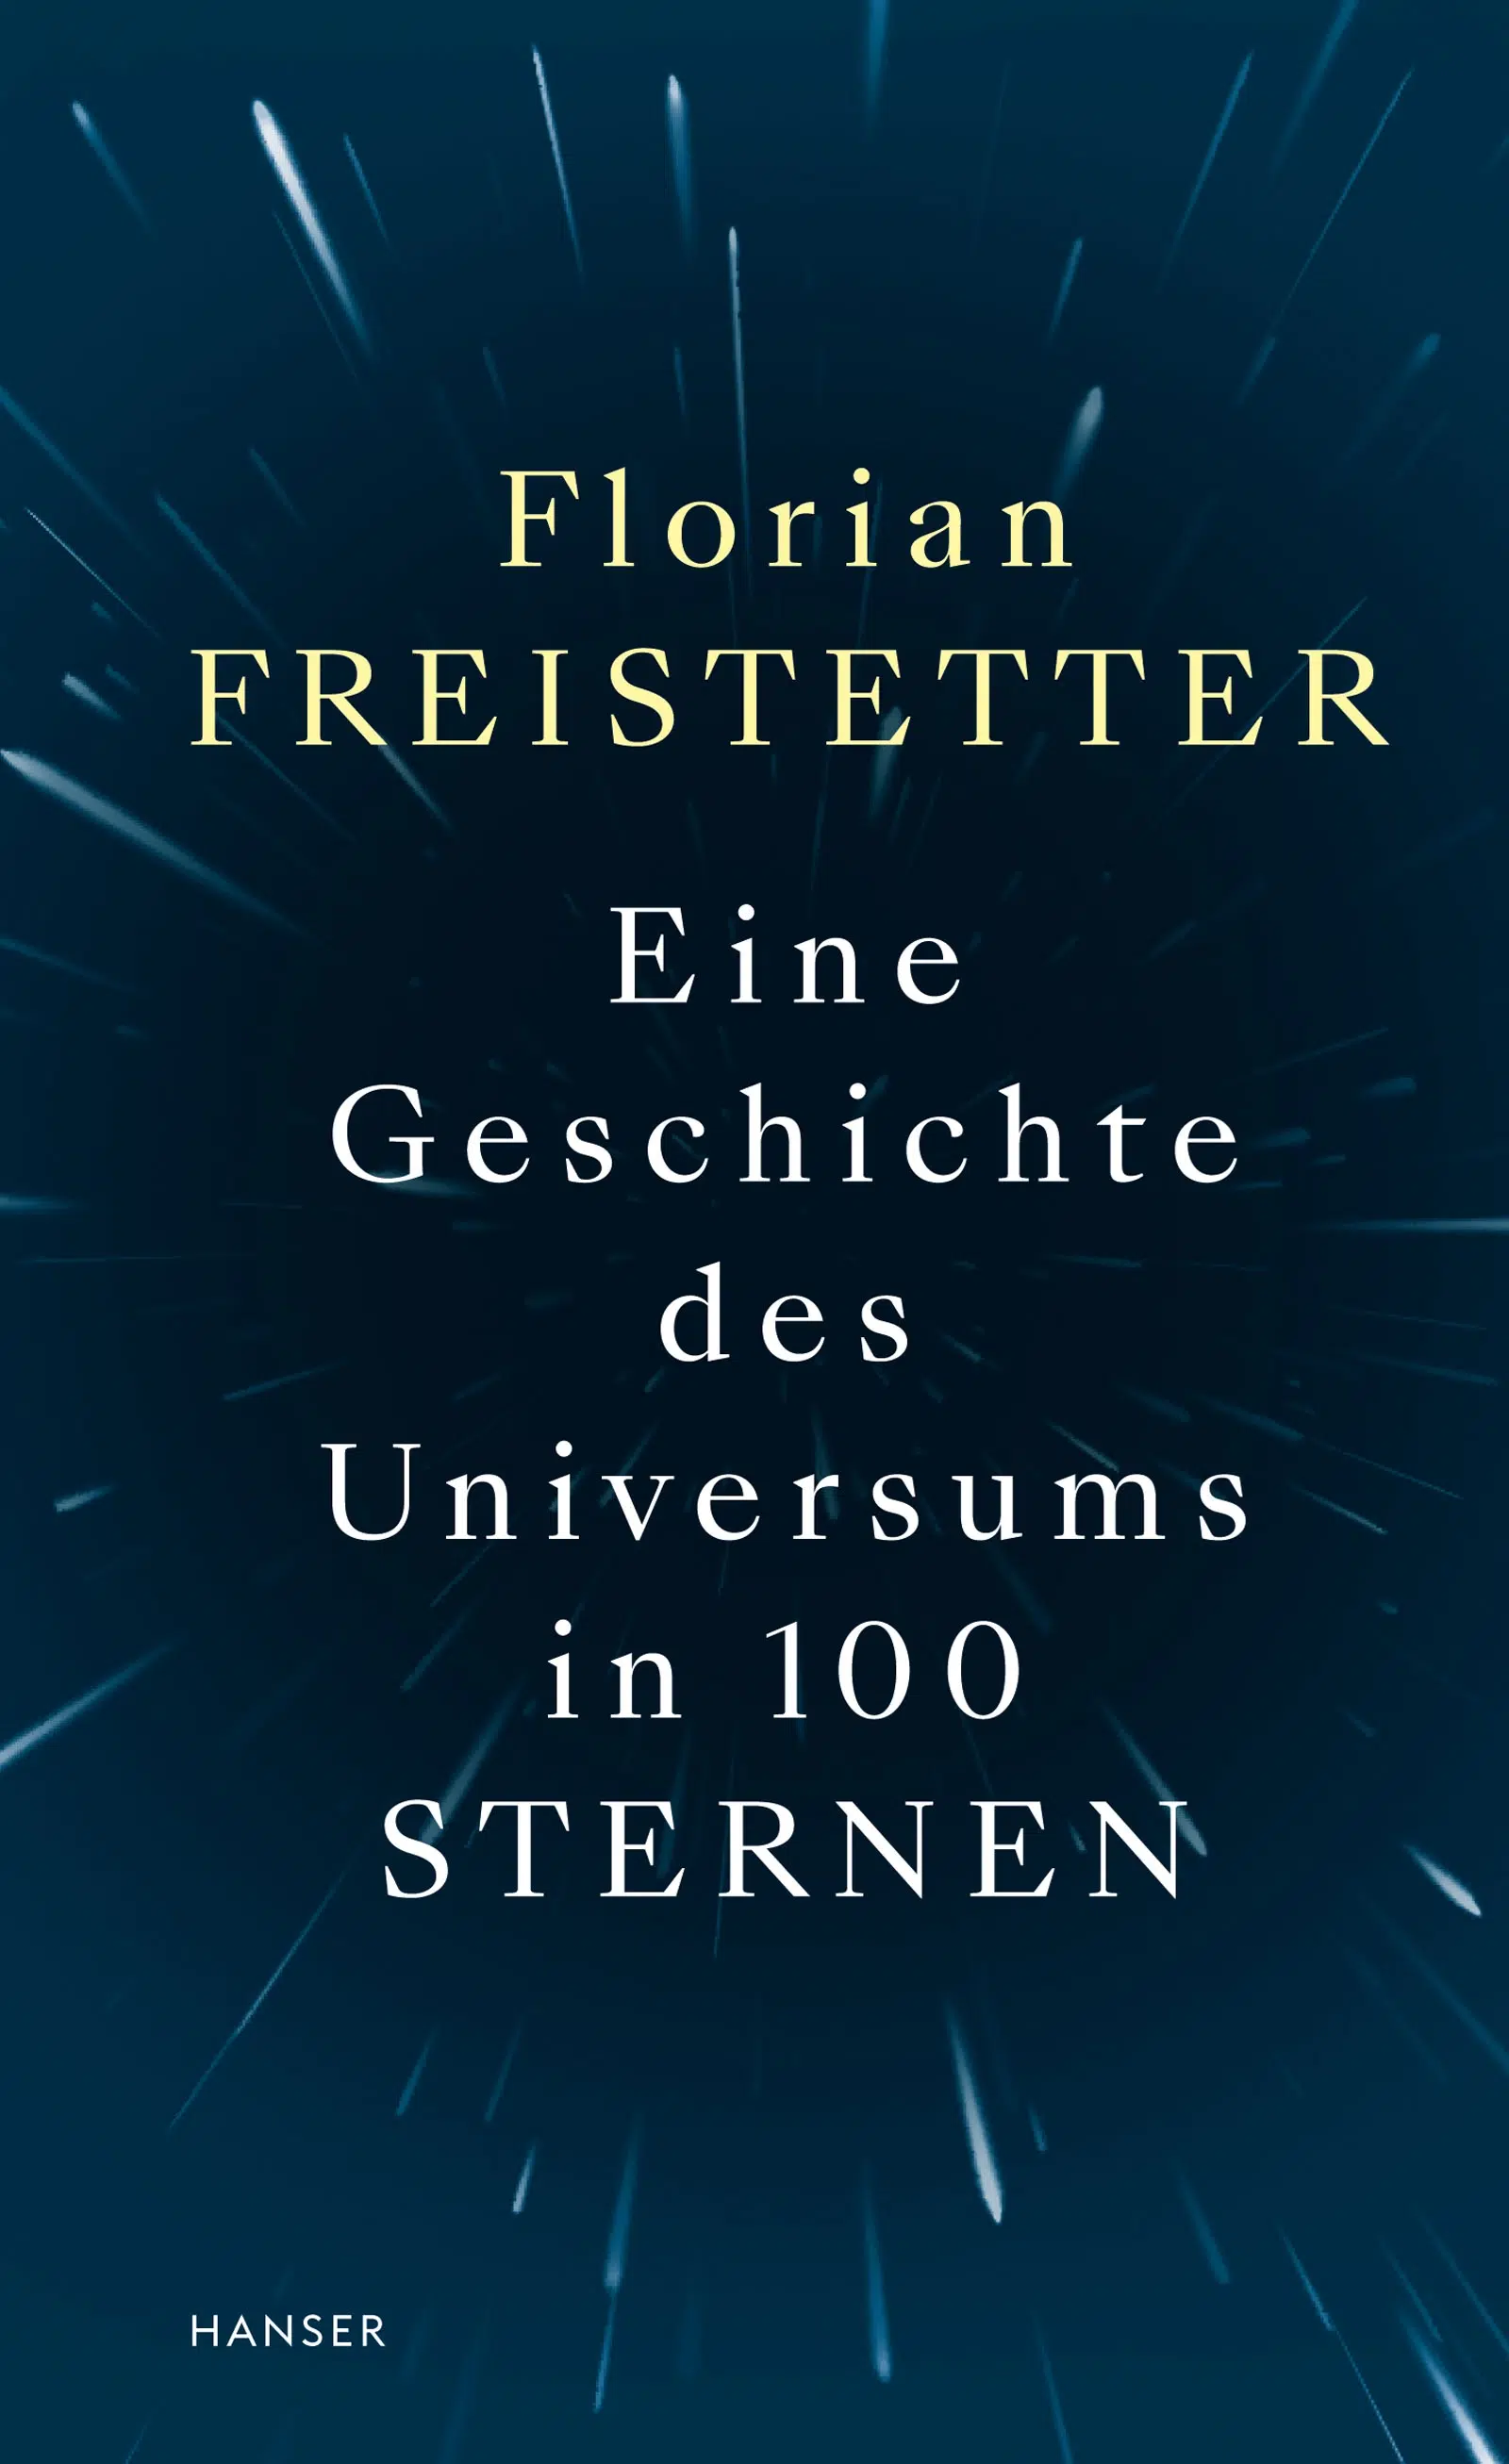 Florian
FREISTETTER
Eine
Geschichte
des
Universums
in 100
STERNEN
HANSER